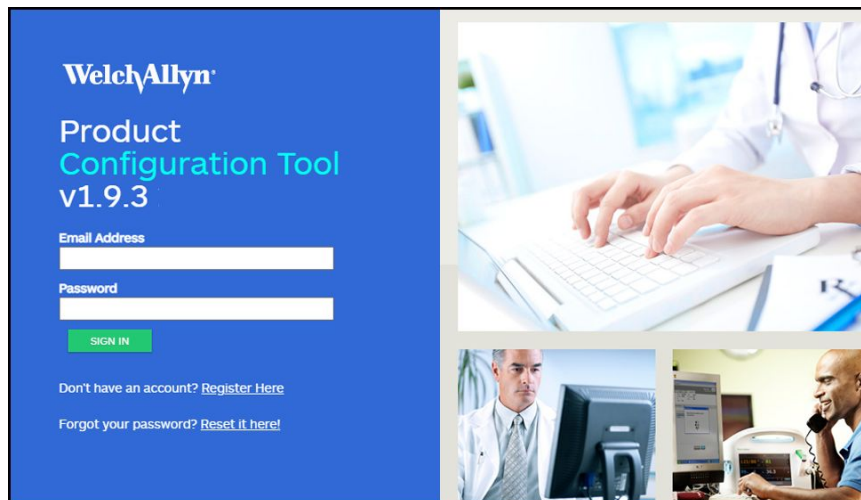 WelchAllyn®
Product
Configuration Tool
v1.9.3
Email Address
Password
SIGN IN
Don't have an account? Register Here
Forgot your password? Reset it here!